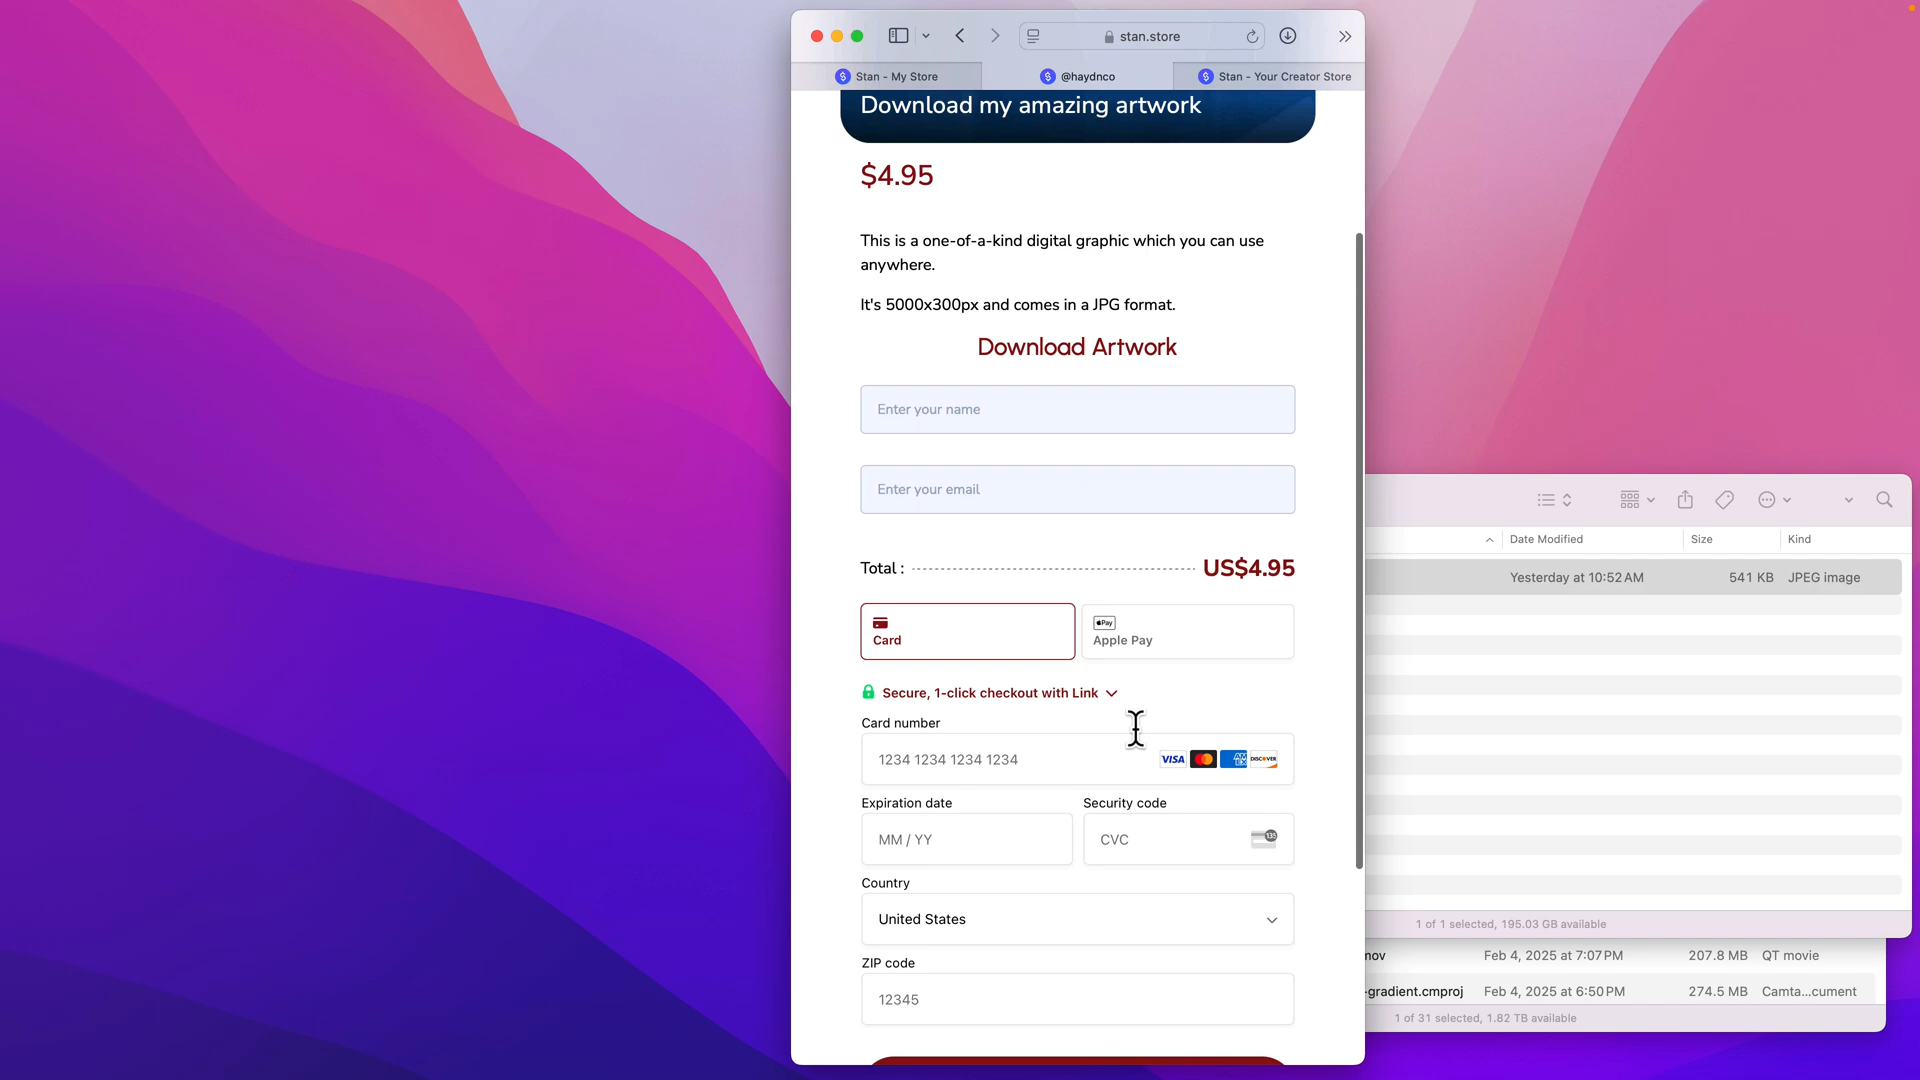 stan.store
Stan - My Store
@haydnco
Stan - Your Creator Store
Download my amazing artwork
$4.95
This is a one-of-a-kind digital graphic which you can use
anywhere.
It's 5000x300px and comes in a JPG format.
Download Artwork
Enter your name
Enter your email
Total :
US$4.95
Card
Pay
Apple Pay
Secure, 1-click checkout with Link
Card number
1234 1234 1234 1234
VISA
AM
EX
DISCOVER
Expiration date
Security code
MM / YY
CVC
135
Country
United States
ZIP code
12345
Date Modified
Size
Kind
Yesterday at 10:52 AM
541 KB
JPEG image
1 of 1 selected, 195.03 GB available
nov
Feb 4, 2025 at 7:07 PM
207.8 MB
QT movie
-gradient.cmproj
Feb 4, 2025 at 6:50 PM
274.5 MB
Camta...cument
1 of 31 selected, 1.82 TB available